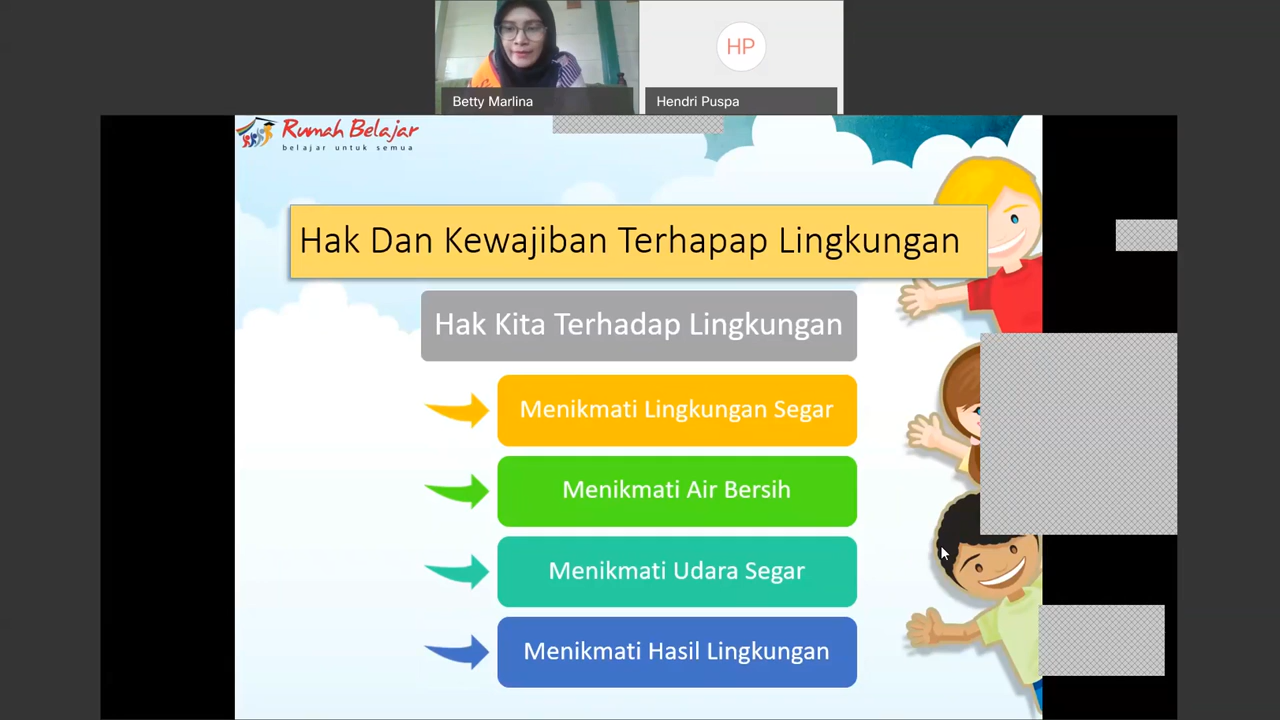 Betty Marlina
HP
Hendri Puspa
Rumah Belajar
belajar untuk semua
Hak Dan Kewajiban Terhapap Lingkungan
Hak Kita Terhadap Lingkungan
Menikmati Lingkungan Segar
Menikmati Air Bersih
Menikmati Udara Segar
Menikmati Hasil Lingkungan